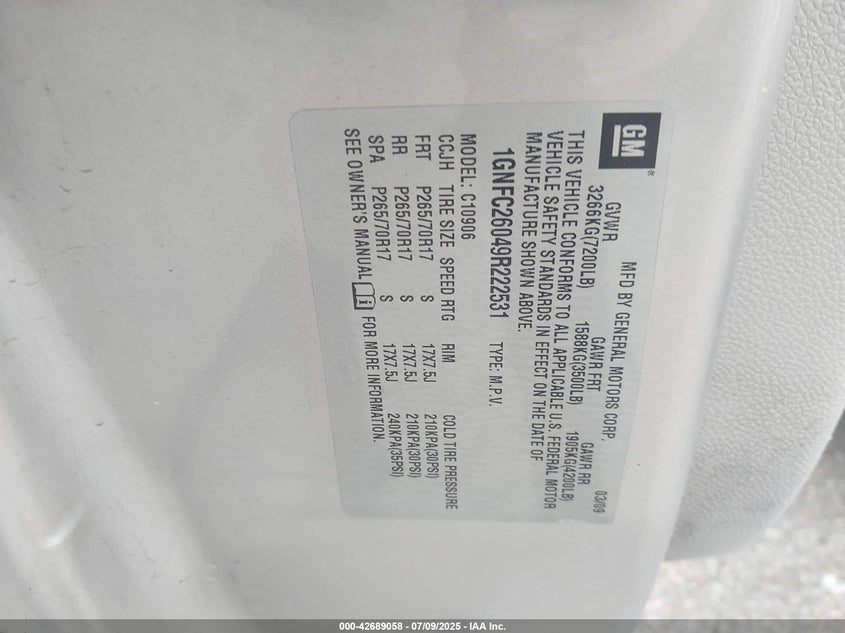 GM®
MFD BY GENERAL MOTORS CORP. 03/09
GVWR GAWR FRT GAWR RR
3266KG(7200LB) 1588KG(3500LB) 1905KG(4200LB)
THIS VEHICLE CONFORMS TO ALL APPLICABLE U.S. FEDERAL MOTOR
VEHICLE SAFETY STANDARDS IN EFFECT ON THE DATE OF
MANUFACTURE SHOWN ABOVE.
1GNFC26049R222531 TYPE: M.P.V.
MODEL: C10906
CCJH TIRE SIZE SPEED RTG RIM COLD TIRE PRESSURE
FRT P265/70R17 S 17X7.5J 210KPA(30PSI)
RR P265/70R17 S 17X7.5J 210KPA(30PSI)
SPA P265/70R17 S 17X7.5J 240KPA(35PSI)
SEE OWNER'S MANUAL FOR MORE INFORMATION.
000-42689058 - 07/09/2025 - IAA Inc.